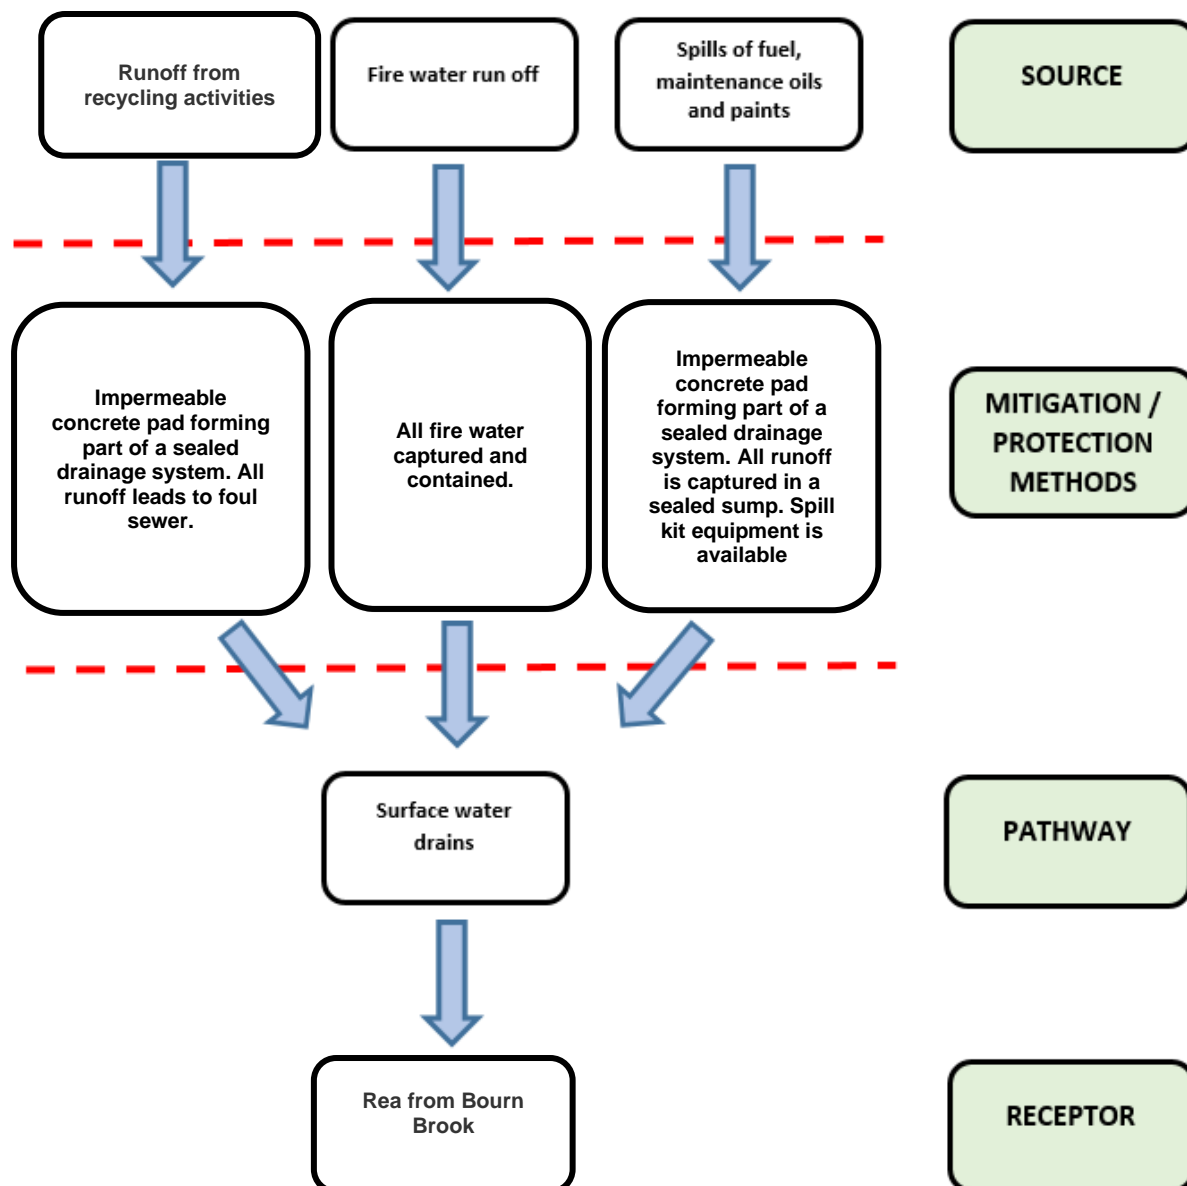 Runoff from
recycling activities
Fire water run off
Spills of fuel,
maintenance oils
and paints
SOURCE
Impermeable
concrete pad forming
part of a sealed
drainage system. All
runoff leads to foul
sewer.
All fire water
captured and
contained.
Impermeable
concrete pad
forming part of a
sealed drainage
system. All runoff
is captured in a
sealed sump. Spill
kit equipment is
available
MITIGATION /
PROTECTION
METHODS
Surface water
drains
PATHWAY
Rea from Bourn
Brook
RECEPTOR